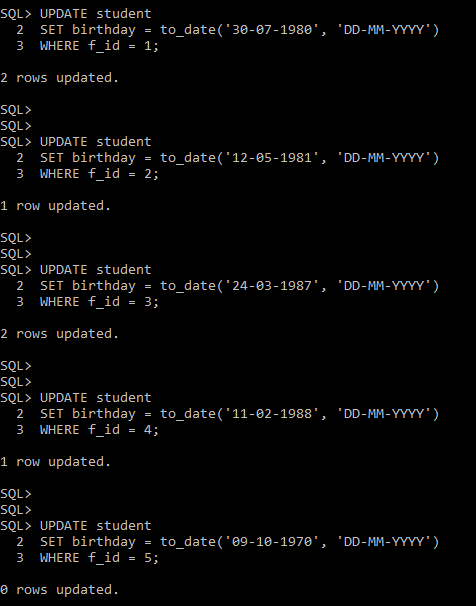 SQL> UPDATE student
  2  SET birthday = to_date('30-07-1980', 'DD-MM-YYYY')
  3  WHERE f_id = 1;
2 rows updated.
SQL>
SQL>
SQL> UPDATE student
  2  SET birthday = to_date('12-05-1981', 'DD-MM-YYYY')
  3  WHERE f_id = 2;
1 row updated.
SQL>
SQL>
SQL> UPDATE student
  2  SET birthday = to_date('24-03-1987', 'DD-MM-YYYY')
  3  WHERE f_id = 3;
2 rows updated.
SQL>
SQL>
SQL> UPDATE student
  2  SET birthday = to_date('11-02-1988', 'DD-MM-YYYY')
  3  WHERE f_id = 4;
1 row updated.
SQL>
SQL>
SQL> UPDATE student
  2  SET birthday = to_date('09-10-1970', 'DD-MM-YYYY')
  3  WHERE f_id = 5;
0 rows updated.